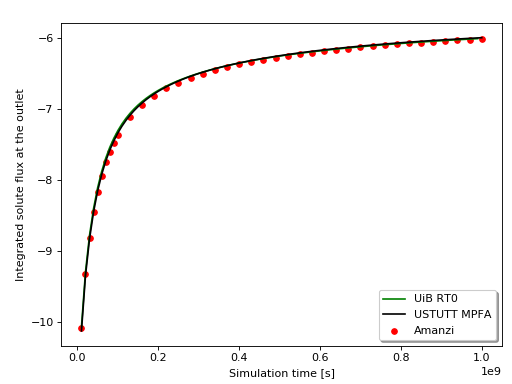 −6
−7
−8
−9
−10
Integrated solute flux at the outlet
0.0 0.2 0.4 0.6 0.8 1.0
1e9
Simulation time [s]
UiB RT0
USTUTT MPFA
Amanzi